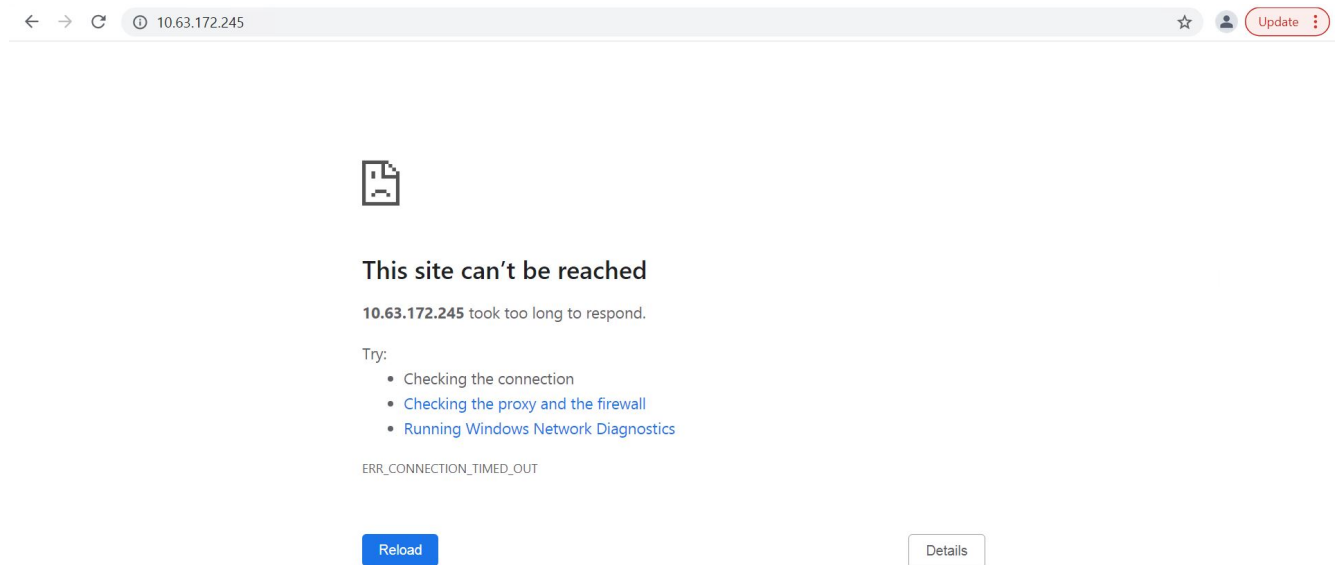 10.63.172.245
Update
This site can’t be reached
10.63.172.245 took too long to respond.
Try:
Checking the connection
Checking the proxy and the firewall
Running Windows Network Diagnostics
ERR_CONNECTION_TIMED_OUT
Reload Details